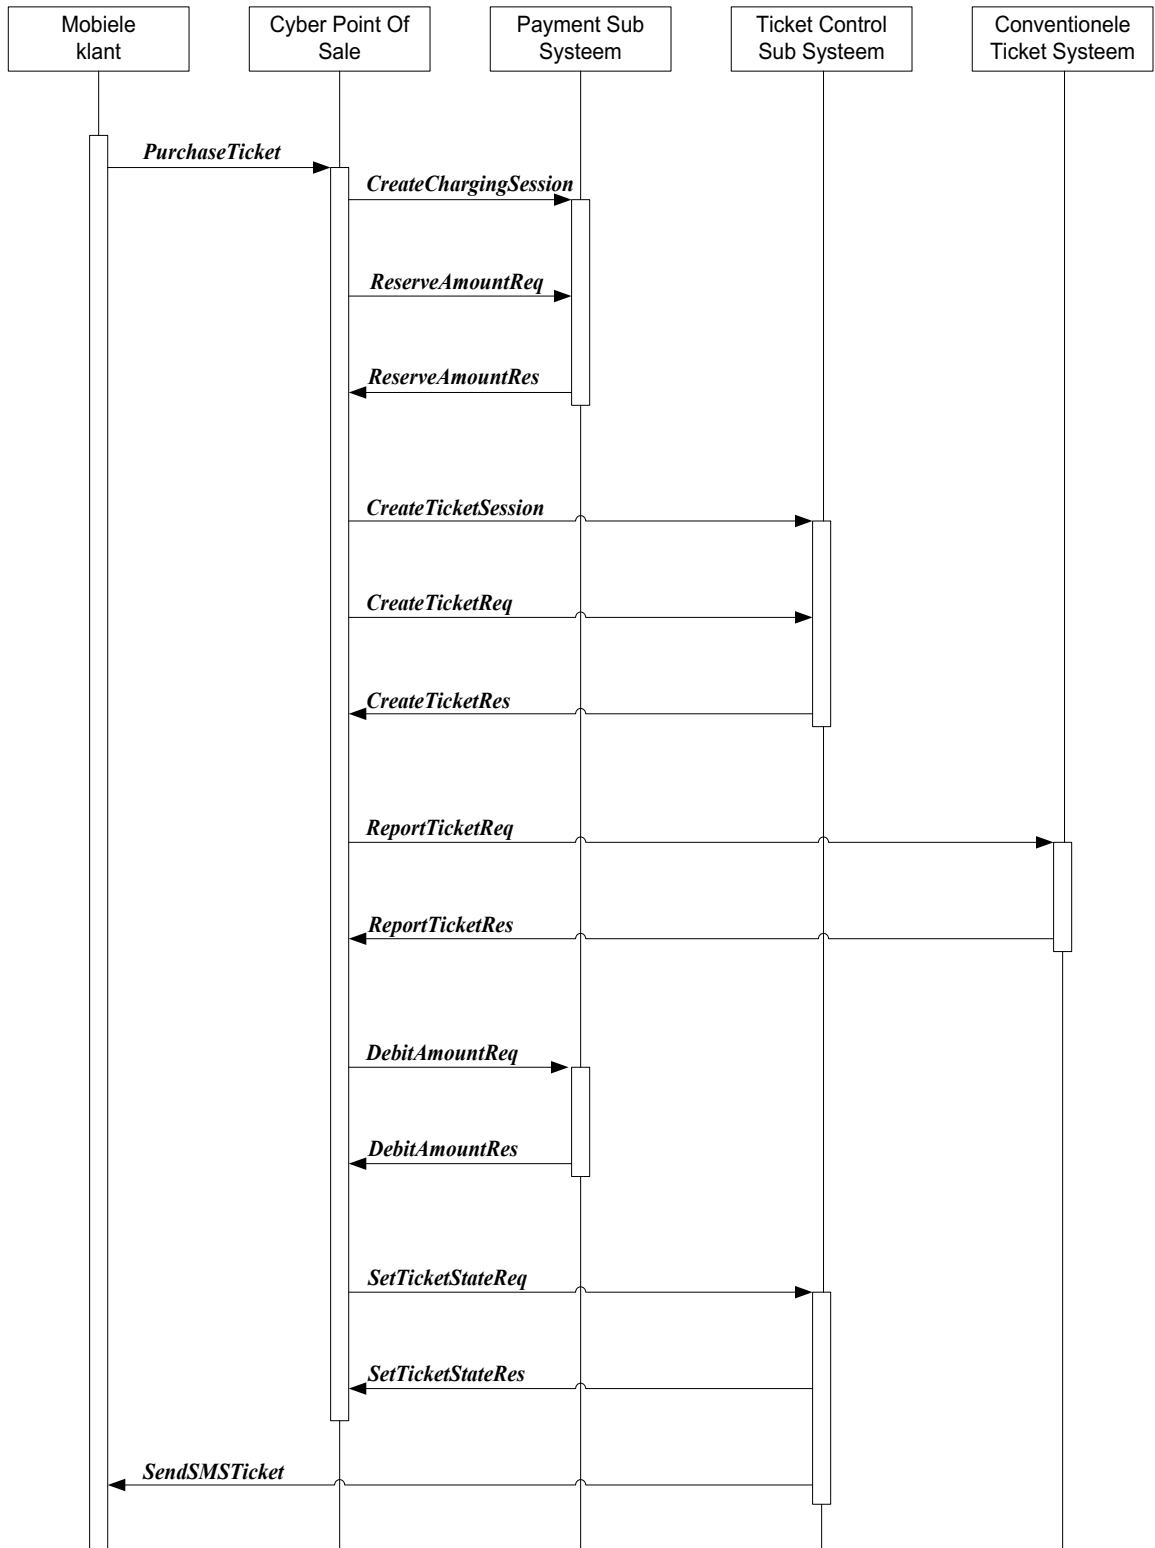 Mobiele
klant
Cyber Point Of
Sale
Payment Sub
Systeem
Ticket Control
Sub Systeem
Conventionele
Ticket Systeem
PurchaseTicket
CreateChargingSession
ReserveAmountReq
ReserveAmountRes
CreateTicketSession
CreateTicketReq
CreateTicketRes
ReportTicketReq
ReportTicketRes
DebitAmountReq
DebitAmountRes
SetTicketStateReq
SetTicketStateRes
SendSMSTicket